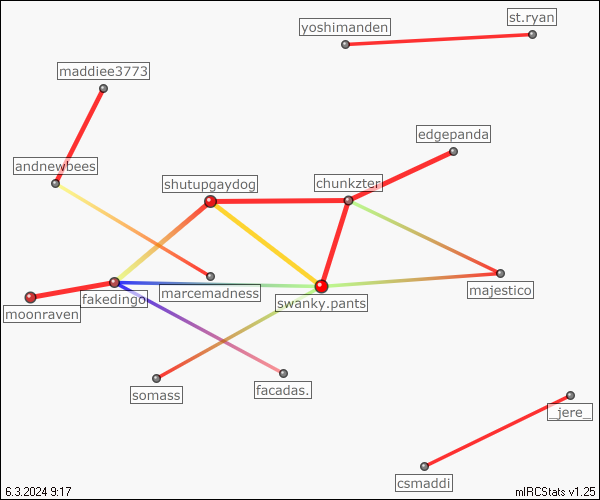 st.ryan
yoshimanden
maddiee3773
edgepanda
andnewbees
shutupgaydog
chunkzter
marcemadness
majestico
fakedingo
swanky.pants
moonraven
facadas.
somass
_jere_
csmaddi
6.3.2024 9:17
mIRCStats v1.25